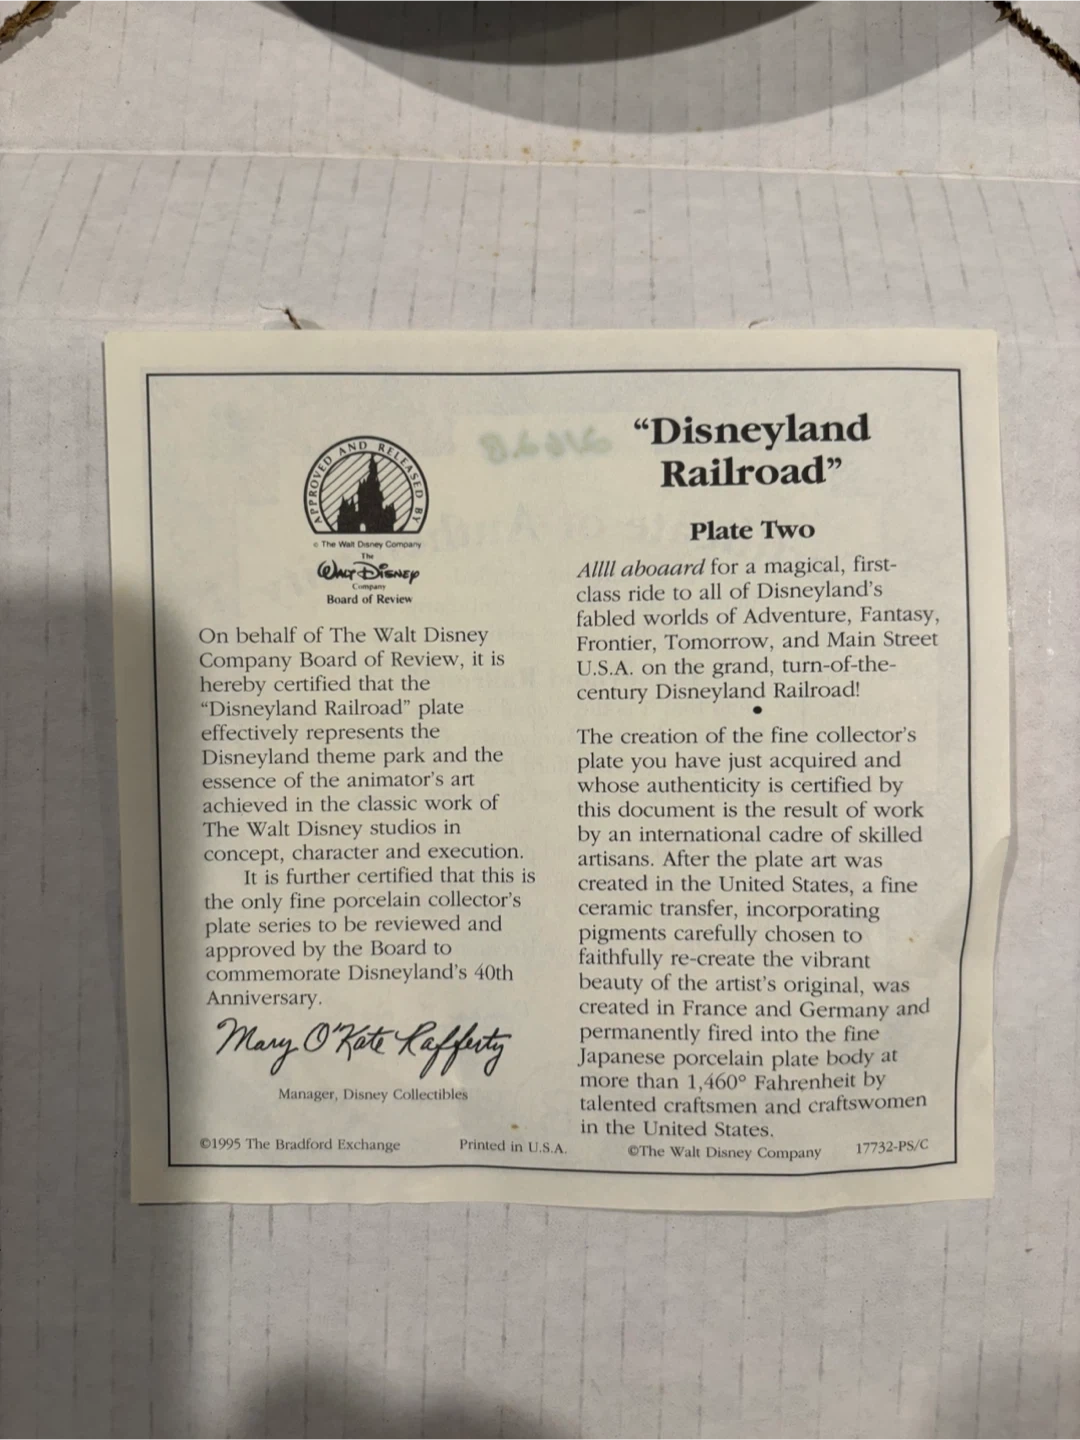 APPROVED AND RELEASED BY
© The Walt Disney Company
The
Walt Disney
Company
Board of Review
On behalf of The Walt Disney
Company Board of Review, it is
hereby certified that the
“Disneyland Railroad” plate
effectively represents the
Disneyland theme park and the
essence of the animator's art
achieved in the classic work of
The Walt Disney studios in
concept, character and execution.
It is further certified that this is
the only fine porcelain collector's
plate series to be reviewed and
approved by the Board to
commemorate Disneyland's 40th
Anniversary.
Mary O'Kate Rafferty
Manager, Disney Collectibles
©1995 The Bradford Exchange
Printed in U.S.A.
“Disneyland
Railroad”
Plate Two
Allll aboaard for a magical, first-
class ride to all of Disneyland's
fabled worlds of Adventure, Fantasy,
Frontier, Tomorrow, and Main Street
U.S.A. on the grand, turn-of-the-
century Disneyland Railroad!
•
The creation of the fine collector's
plate you have just acquired and
whose authenticity is certified by
this document is the result of work
by an international cadre of skilled
artisans. After the plate art was
created in the United States, a fine
ceramic transfer, incorporating
pigments carefully chosen to
faithfully re-create the vibrant
beauty of the artist's original, was
created in France and Germany and
permanently fired into the fine
Japanese porcelain plate body at
more than 1,460° Fahrenheit by
talented craftsmen and craftswomen
in the United States.
©The Walt Disney Company
17732-PS/C